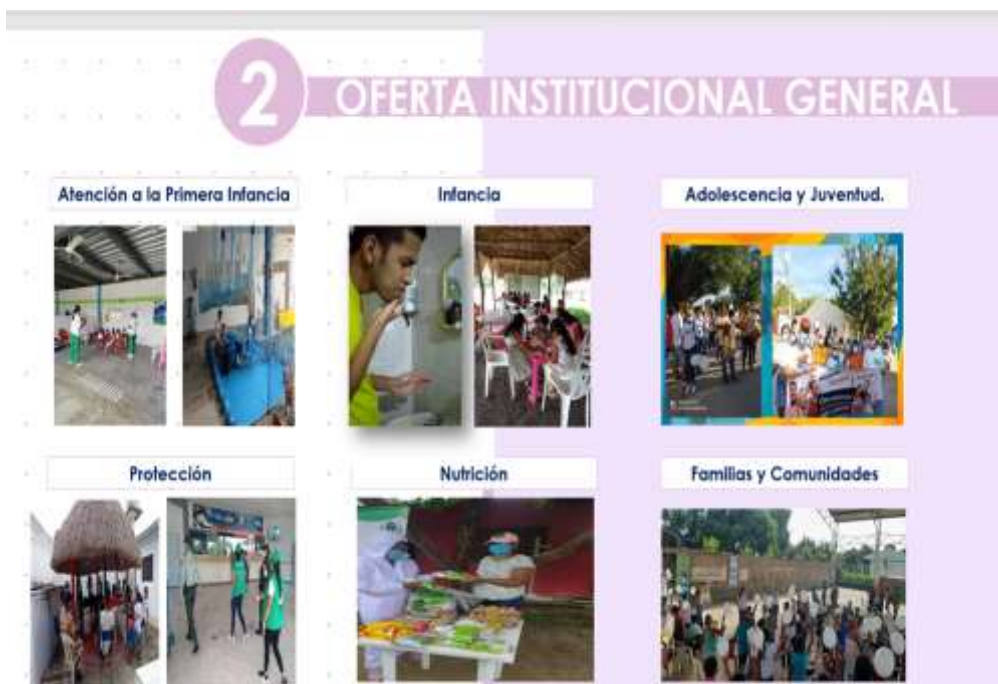 2
OFERTA INSTITUCIONAL GENERAL
Atención a la Primera Infancia
Infancia
Adolescencia y Juventud.
Protección
Nutrición
Familias y Comunidades